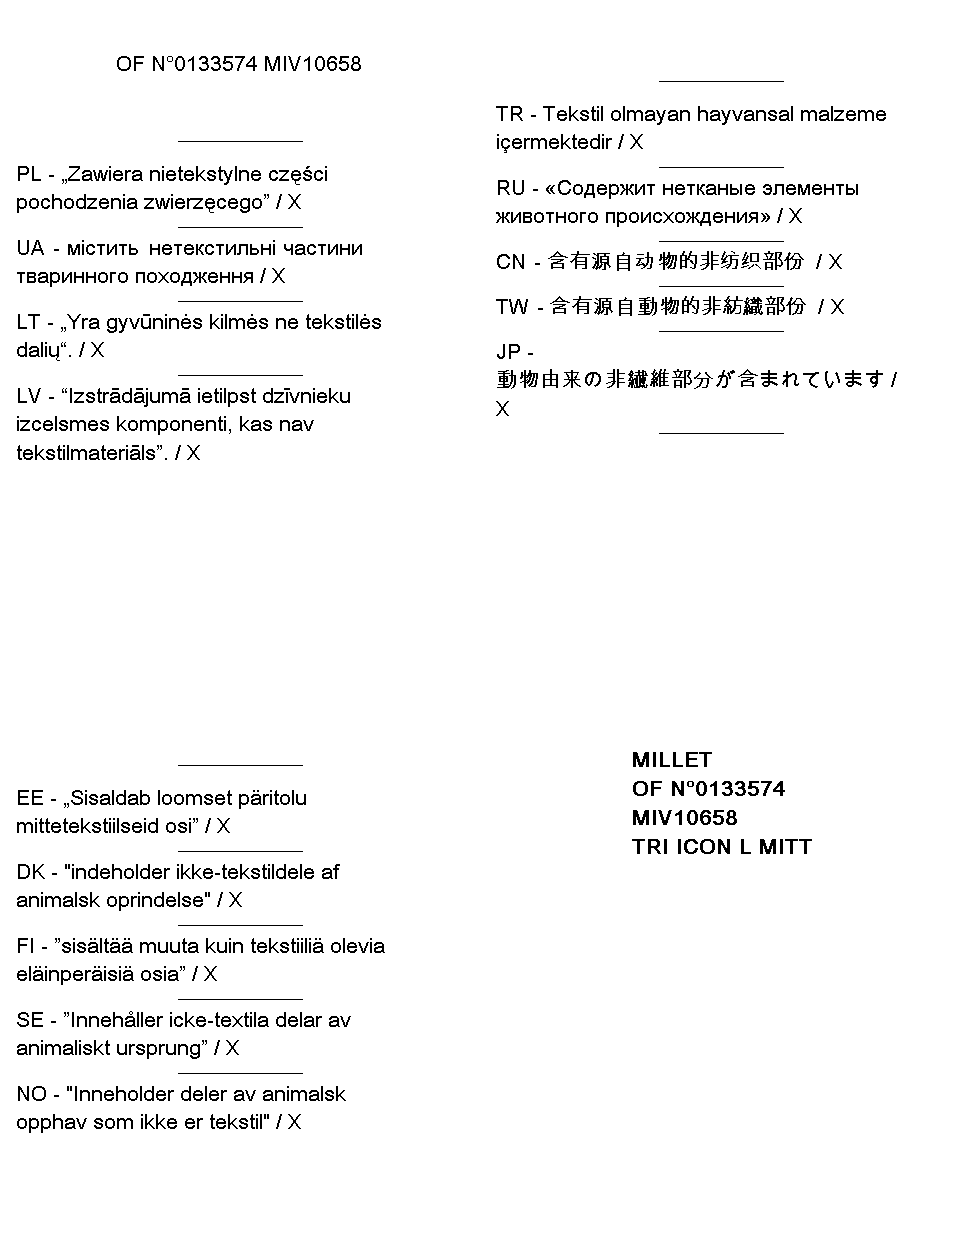 OF N°0133574 MIV10658
PL - „Zawiera nietekstylne części
pochodzenia zwierzęcego” / X
UA - містить нетекстильні частини
тваринного походження / X
LT - „Yra gyvūninės kilmės ne tekstilės
dalių“. / X
LV - “Izstrādājumā ietilpst dzīvnieku
izcelsmes komponenti, kas nav
tekstilmateriāls”. / X
TR - Tekstil olmayan hayvansal malzeme
içermektedir / X
RU - «Содержит нетканые элементы
животного происхождения» / X
CN - 含有源自动物的非纺织部份 / X
TW - 含有源自動物的非紡織部份 / X
JP -
動物由来の非繊維部分が含まれています /
X
EE - „Sisaldab loomset päritolu
mittetekstiilseid osi” / X
DK - "indeholder ikke-tekstildele af
animalsk oprindelse" / X
FI - ”sisältää muuta kuin tekstiiliä olevia
eläinperäisiä osia” / X
SE - ”Innehåller icke-textila delar av
animaliskt ursprung” / X
NO - "Inneholder deler av animalsk
opphav som ikke er tekstil" / X
MILLET
OF N°0133574
MIV10658
TRI ICON L MITT